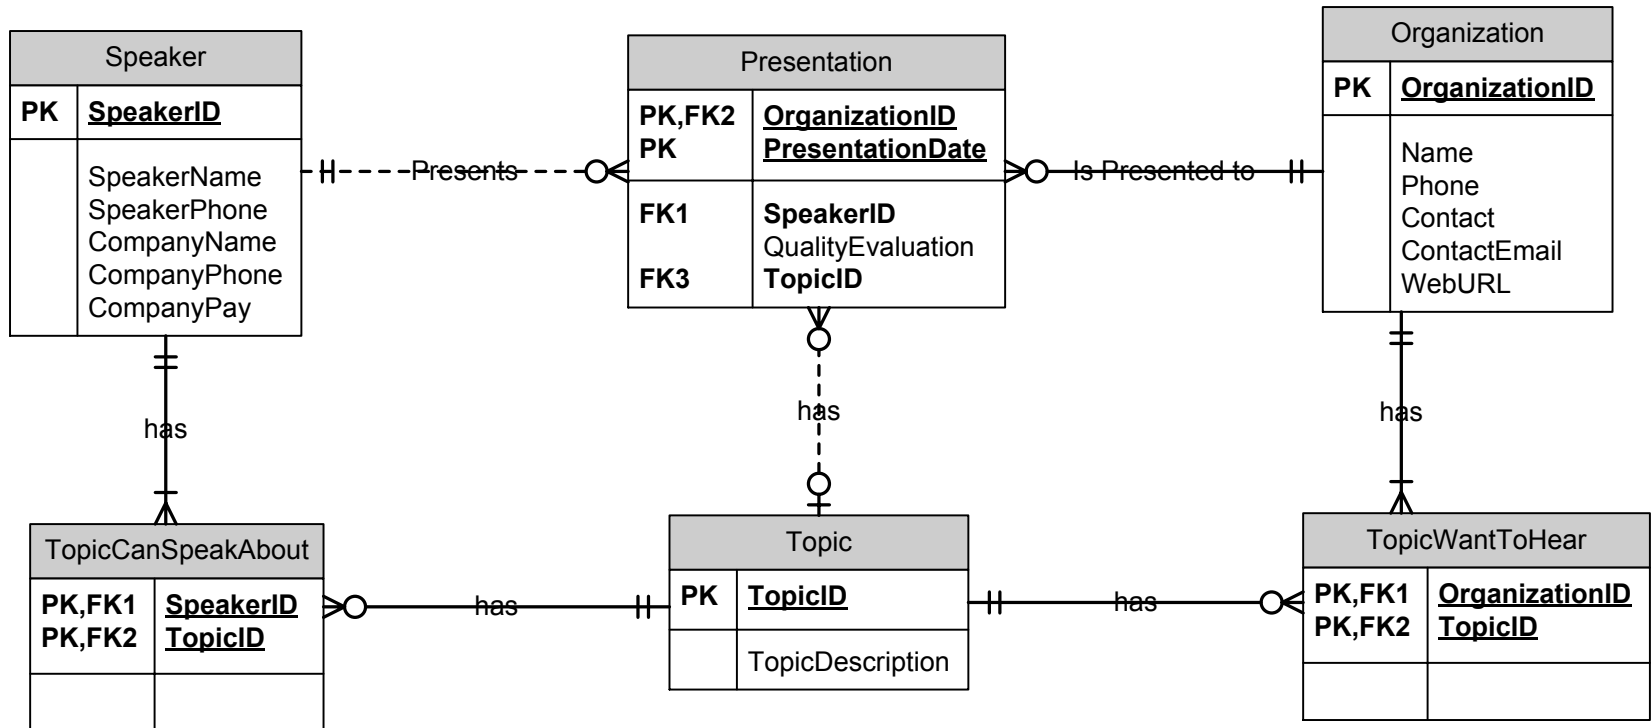 Speaker
PK SpeakerID
SpeakerName
SpeakerPhone
CompanyName
CompanyPhone
CompanyPay
Presents
Presentation
PK,FK2 OrganizationID
PK PresentationDate
FK1 SpeakerID
QualityEvaluation
FK3 TopicID
Is Presented to
Organization
PK OrganizationID
Name
Phone
Contact
ContactEmail
WebURL
has
has
has
TopicCanSpeakAbout
PK,FK1 SpeakerID
PK,FK2 TopicID
has
Topic
PK TopicID
TopicDescription
has
TopicWantToHear
PK,FK1 OrganizationID
PK,FK2 TopicID